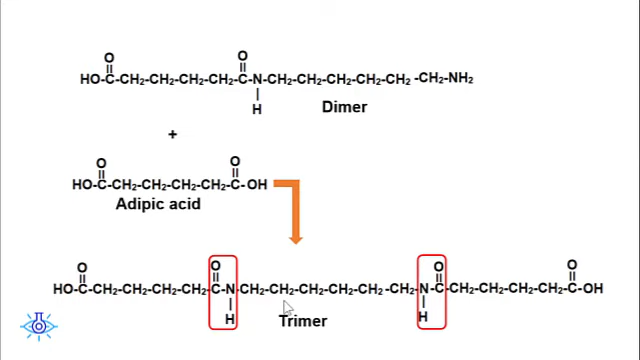 O O
HO-C-CH2-CH2-CH2-CH2-C-N-CH2-CH2-CH2-CH2-CH2-CH2-NH2
H
Dimer
+
O O
HO-C-CH2-CH2-CH2-CH2-C-OH
Adipic acid
O O O O
HO-C-CH2-CH2-CH2-CH2-C-N-CH2-CH2-CH2-CH2-CH2-CH2-N-C-CH2-CH2-CH2-CH2-C-OH
H H
Trimer